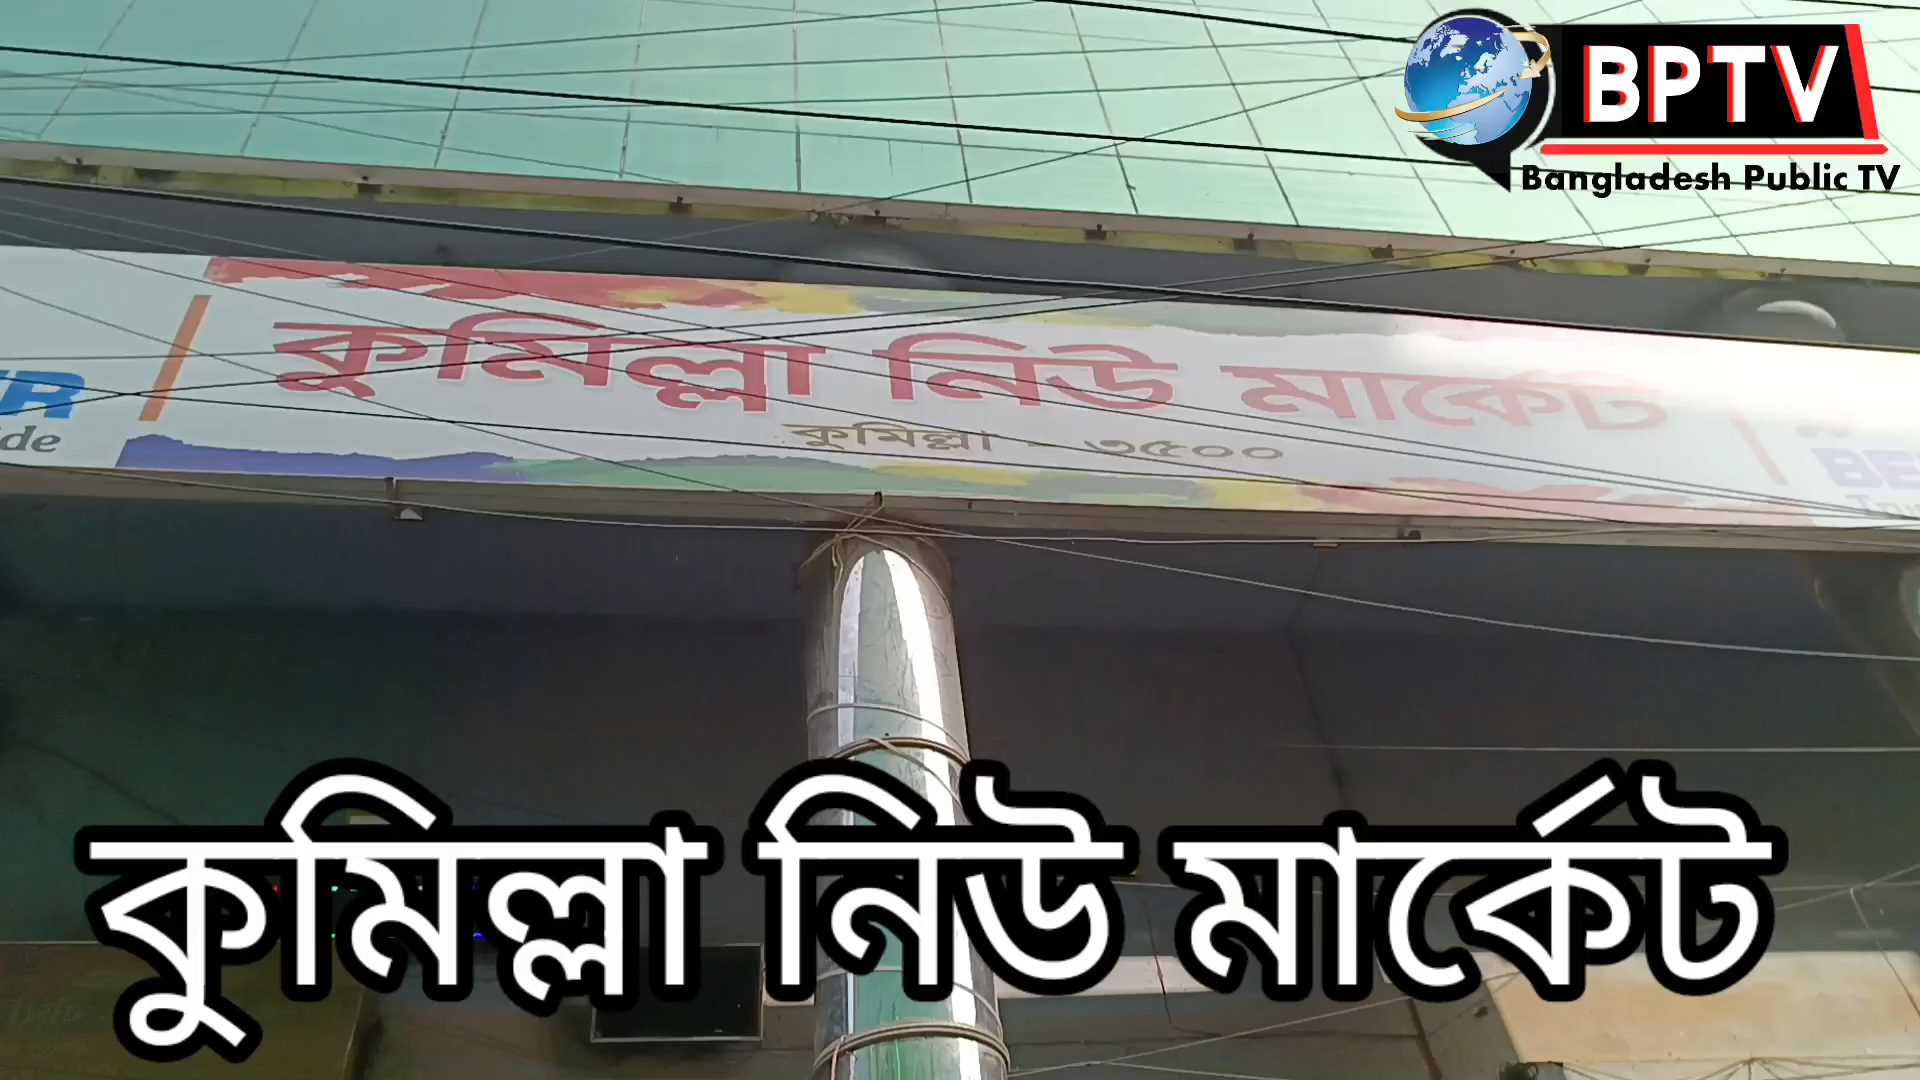 BPTV
Bangladesh Public TV
কুমিল্লা নিউ মার্কেট
কুমিল্লা - ৩৫০০
কুমিল্লা নিউ মার্কেট